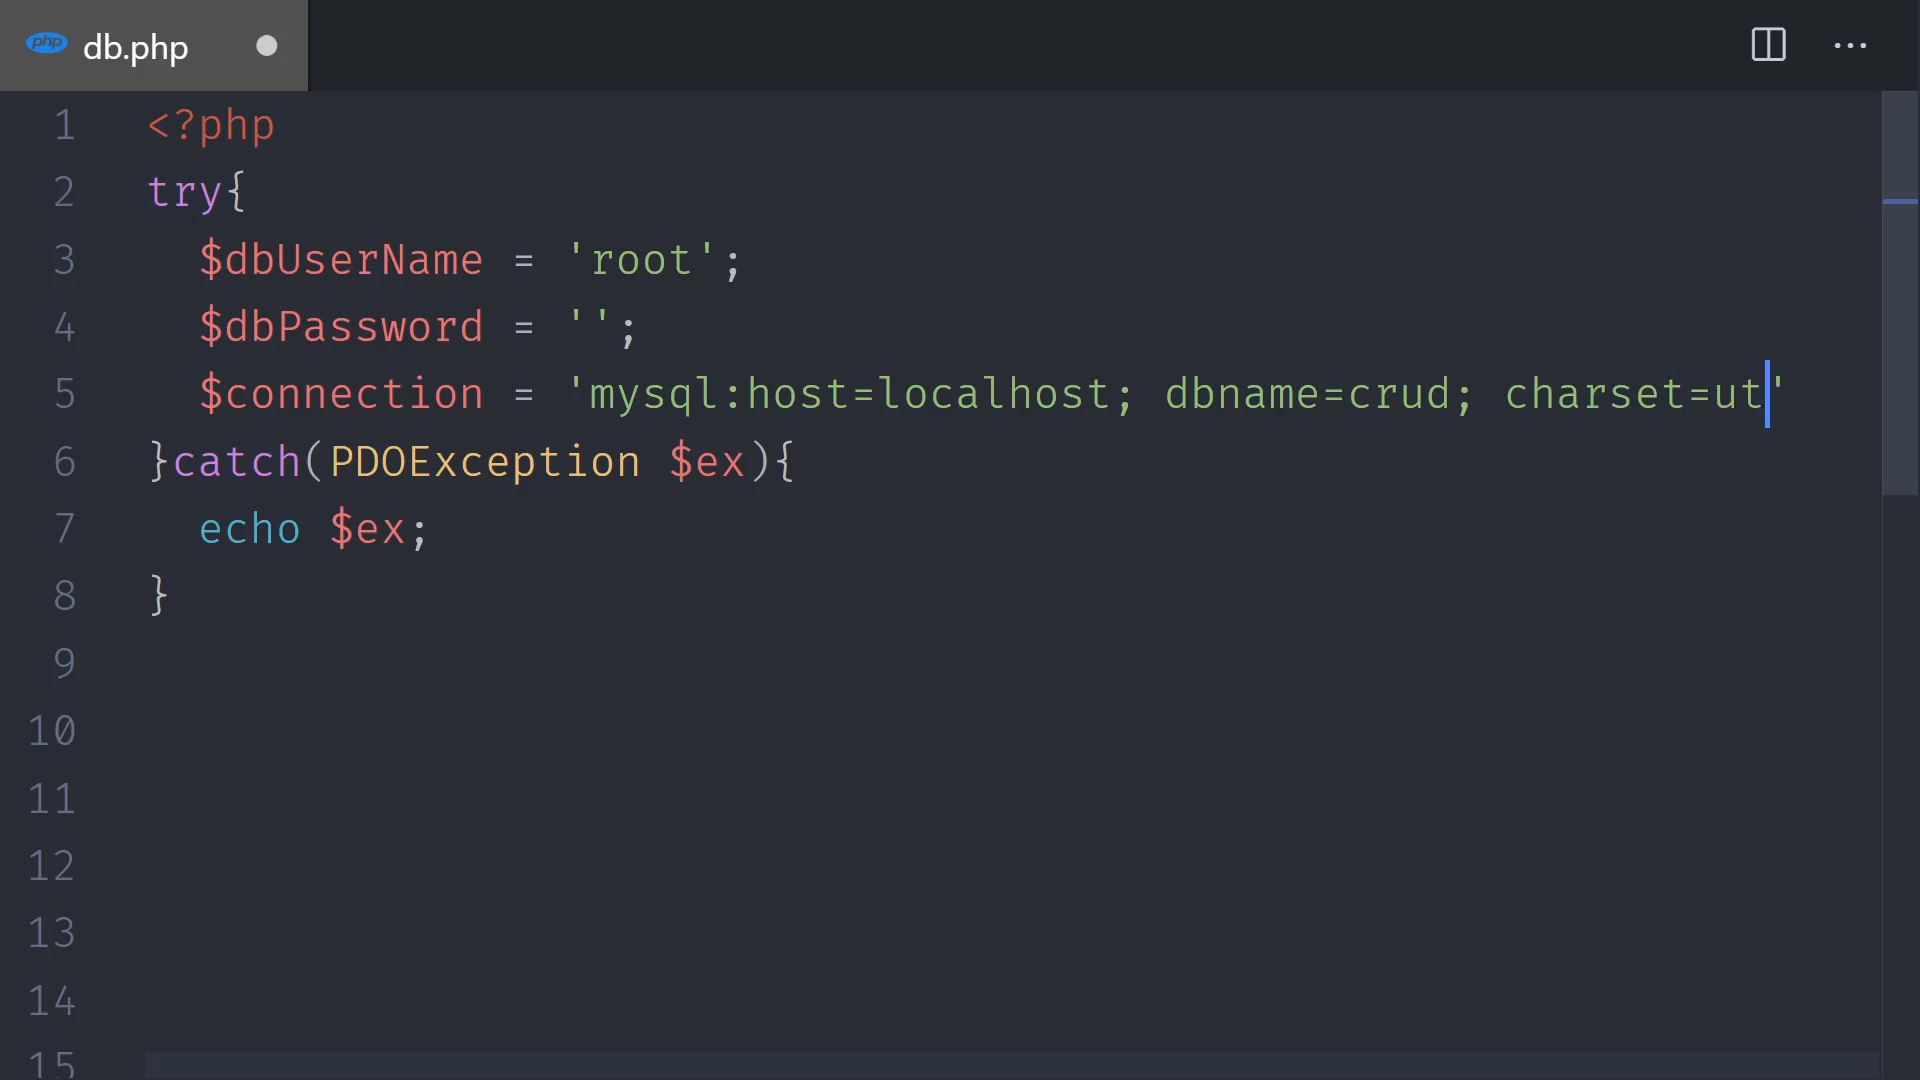 php db.php
1 <?php
2 try{
3 $dbUserName = 'root';
4 $dbPassword = '';
5 $connection = 'mysql:host=localhost; dbname=crud; charset=ut'
6 }catch(PDOException $ex){
7 echo $ex;
8 }
9
10
11
12
13
14
15